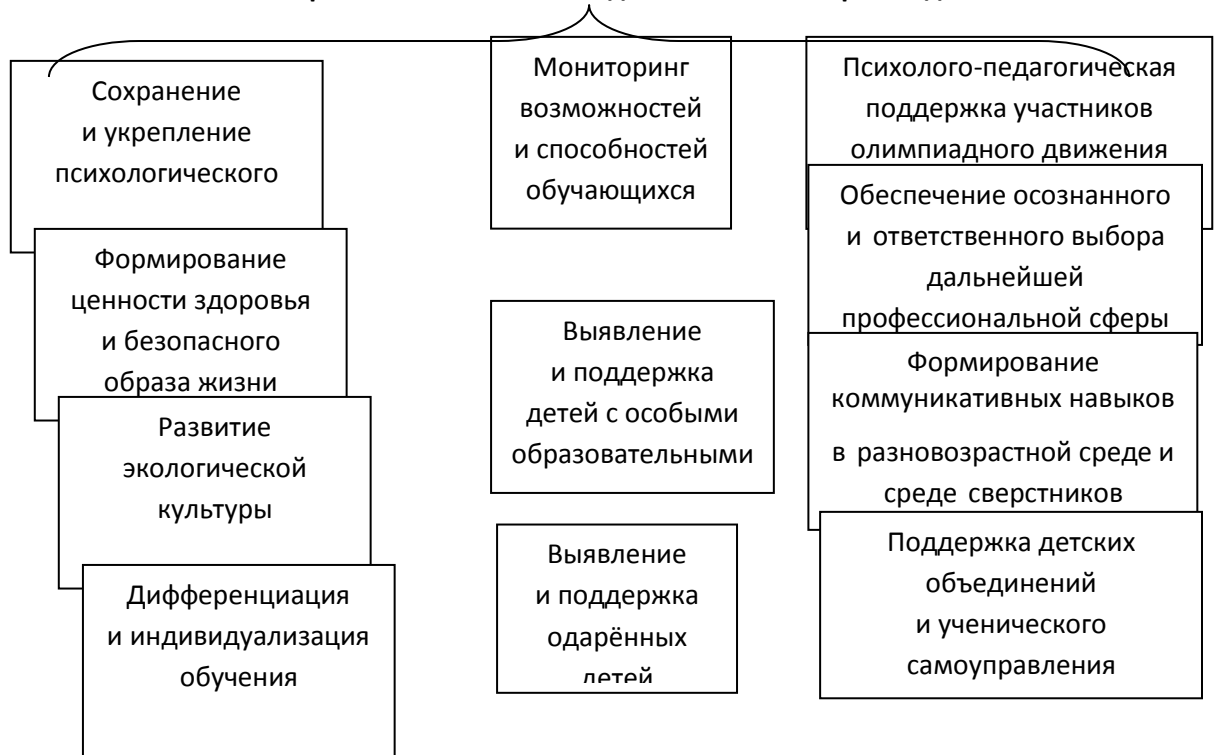 Сохранение
и укрепление
психологического
Формирование
ценности здоровья
и безопасного
образа жизни
Развитие
экологической
культуры
Дифференциация
и индивидуализация
обучения
Мониторинг
возможностей
и способностей
обучающихся
Выявление
и поддержка
детей с особыми
образовательными
Выявление
и поддержка
одарённых
детей
Психолого-педагогическая
поддержка участников
олимпиадного движения
Обеспечение осознанного
и ответственного выбора
дальнейшей
профессиональной сферы
Формирование
коммуникативных навыков
в разновозрастной среде и
среде сверстников
Поддержка детских
объединений
и ученического
самоуправления